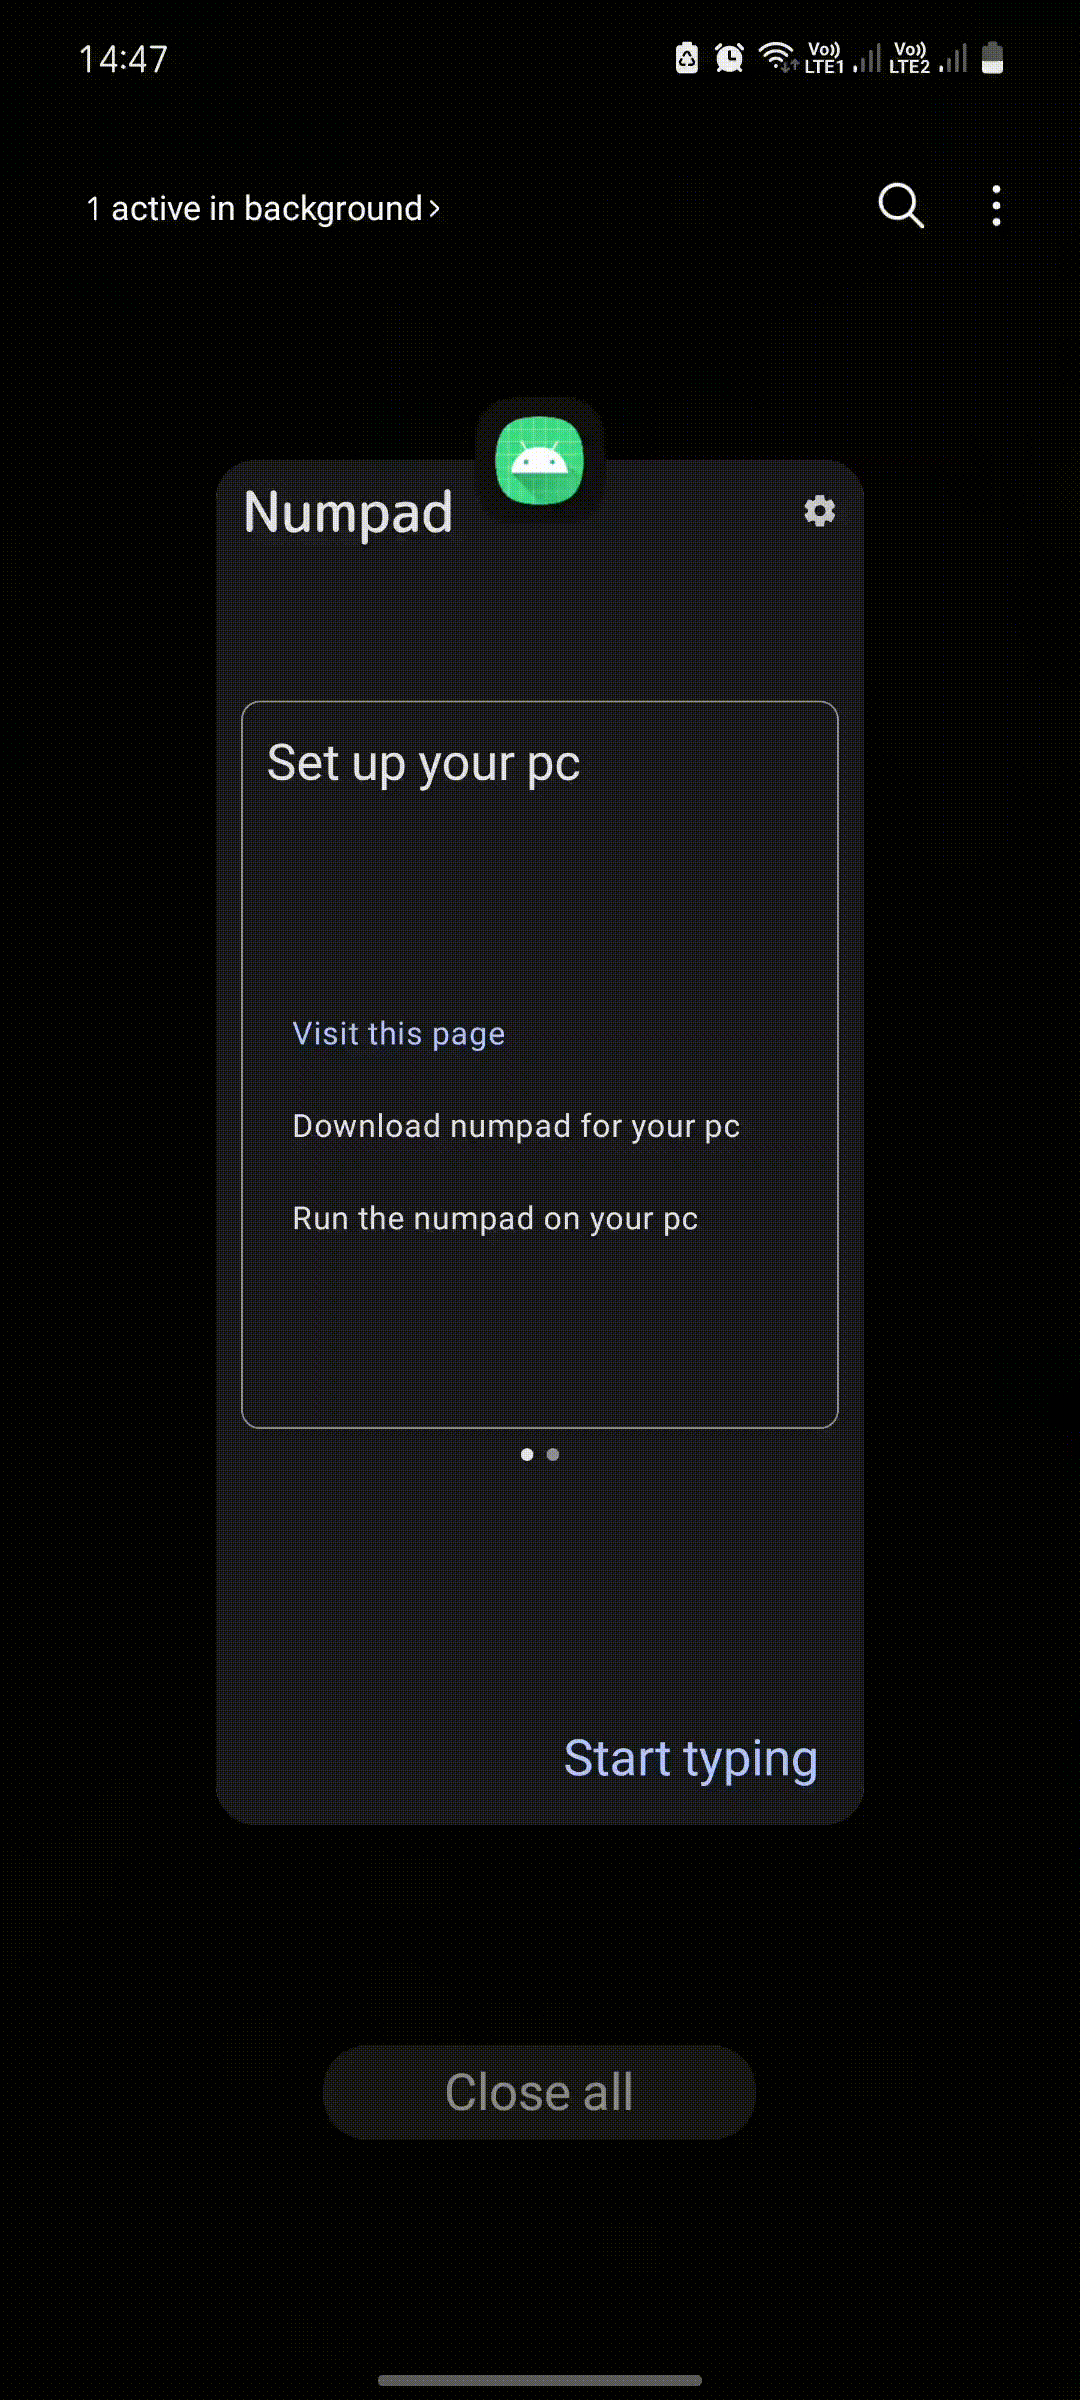 14:47
Vo)) LTE1 Vo)) LTE2
1 active in background
Numpad
Set up your pc
Visit this page
Download numpad for your pc
Run the numpad on your pc
Start typing
Close all